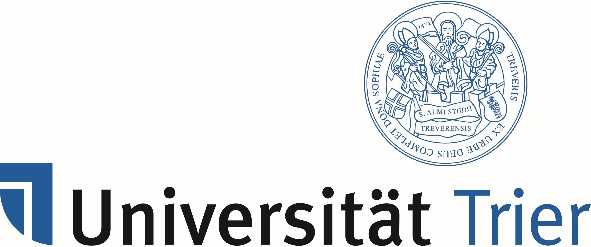 TREVERIS EX URBE DEUS COMPLET DONA SOPHIAE
S. ALMI STUDII
TREVERENSIS
Universität Trier